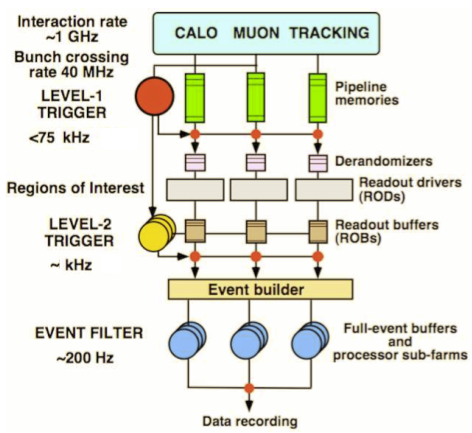 Interaction rate
~1 GHz
CALO MUON TRACKING
Bunch crossing
rate 40 MHz
LEVEL-1
TRIGGER
<75 kHz
Pipeline
memories
Derandomizers
Regions of Interest
Readout drivers
(RODs)
LEVEL-2
TRIGGER
~ kHz
Readout buffers
(ROBs)
Event builder
EVENT FILTER
~200 Hz
Full-event buffers
and
processor sub-farms
Data recording